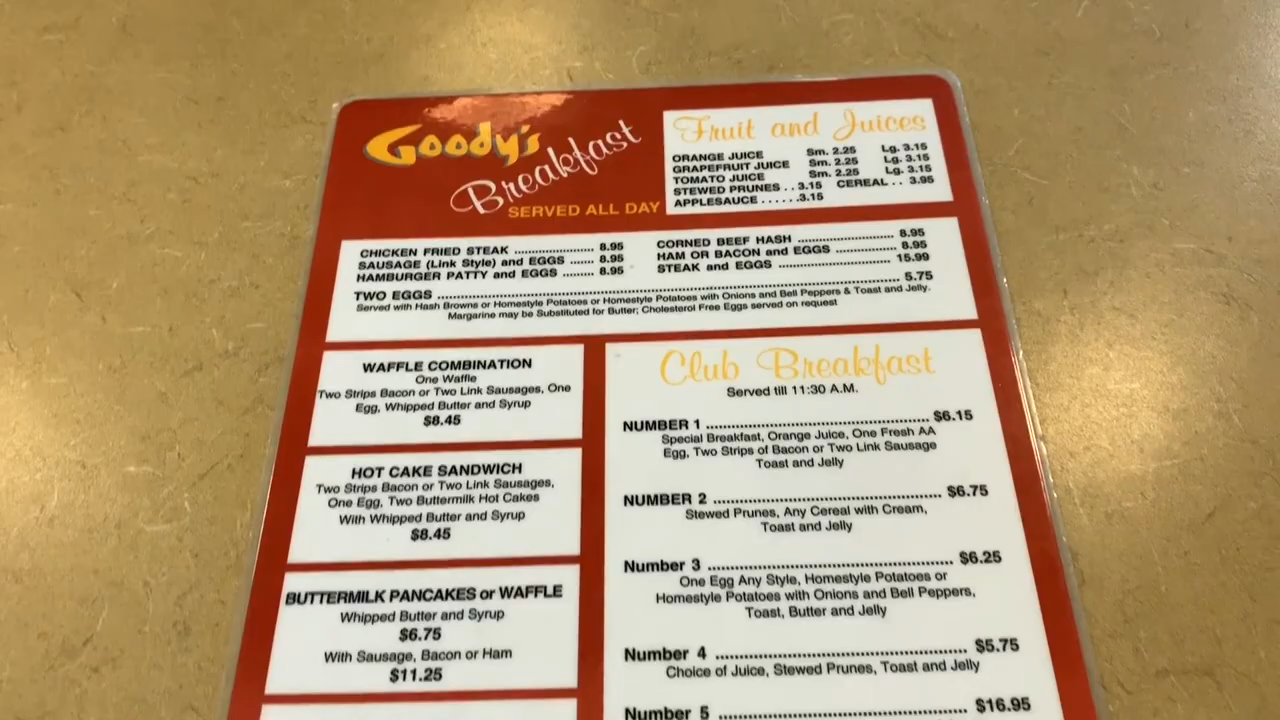 Goody's
Breakfast
SERVED ALL DAY
Fruit and Juices
ORANGE JUICE Sm. 2.25 Lg. 3.15
GRAPEFRUIT JUICE Sm. 2.25 Lg. 3.15
TOMATO JUICE Sm. 2.25 Lg. 3.15
STEWED PRUNES . . 3.15 CEREAL . . 3.95
APPLESAUCE . . . . . .3.15
CHICKEN FRIED STEAK .................... 8.95
SAUSAGE (Link Style) and EGGS ...... 8.95
HAMBURGER PATTY and EGGS ........ 8.95
CORNED BEEF HASH ........................ 8.95
HAM OR BACON and EGGS ............... 8.95
STEAK and EGGS ............................ 15.99
TWO EGGS .................................................. 5.75
Served with Hash Browns or Homestyle Potatoes or Homestyle Potatoes with Onions and Bell Peppers & Toast and Jelly.
Margarine may be Substituted for Butter; Cholesterol Free Eggs served on request
WAFFLE COMBINATION
One Waffle
Two Strips Bacon or Two Link Sausages, One
Egg, Whipped Butter and Syrup
$8.45
HOT CAKE SANDWICH
Two Strips Bacon or Two Link Sausages,
One Egg, Two Buttermilk Hot Cakes
With Whipped Butter and Syrup
$8.45
BUTTERMILK PANCAKES or WAFFLE
Whipped Butter and Syrup
$6.75
With Sausage, Bacon or Ham
$11.25
Club Breakfast
Served till 11:30 A.M.
NUMBER 1 .................................................. $6.15
Special Breakfast, Orange Juice, One Fresh AA
Egg, Two Strips of Bacon or Two Link Sausage
Toast and Jelly
NUMBER 2 .................................................. $6.75
Stewed Prunes, Any Cereal with Cream,
Toast and Jelly
Number 3 .................................................. $6.25
One Egg Any Style, Homestyle Potatoes or
Homestyle Potatoes with Onions and Bell Peppers,
Toast, Butter and Jelly
Number 4 .................................................. $5.75
Choice of Juice, Stewed Prunes, Toast and Jelly
Number 5 .................................................. $16.95